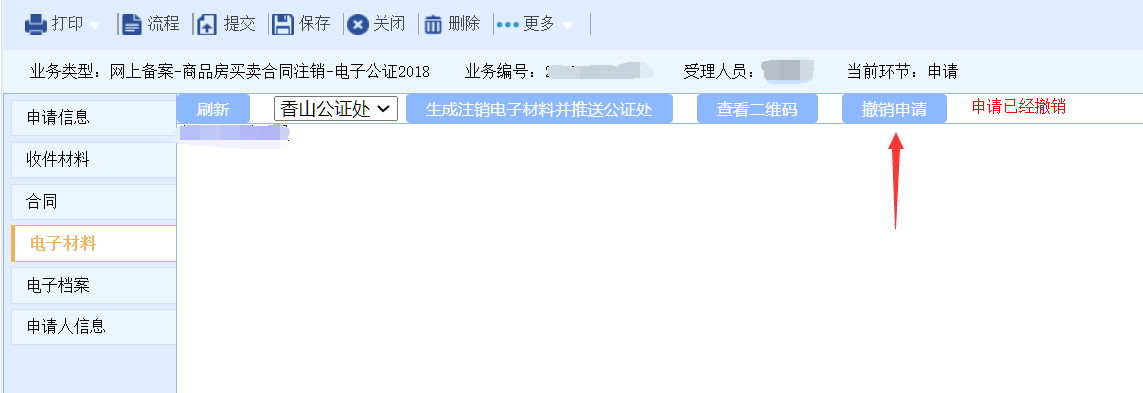 打印 流程 提交 保存 关闭 删除 更多
业务类型：网上备案-商品房买卖合同注销-电子公证2018 业务编号： 受理人员： 当前环节：申请
刷新 香山公证处 生成注销电子材料并推送公证处 查看二维码 撤销申请 申请已经撤销
申请信息
收件材料
合同
电子材料
电子档案
申请人信息